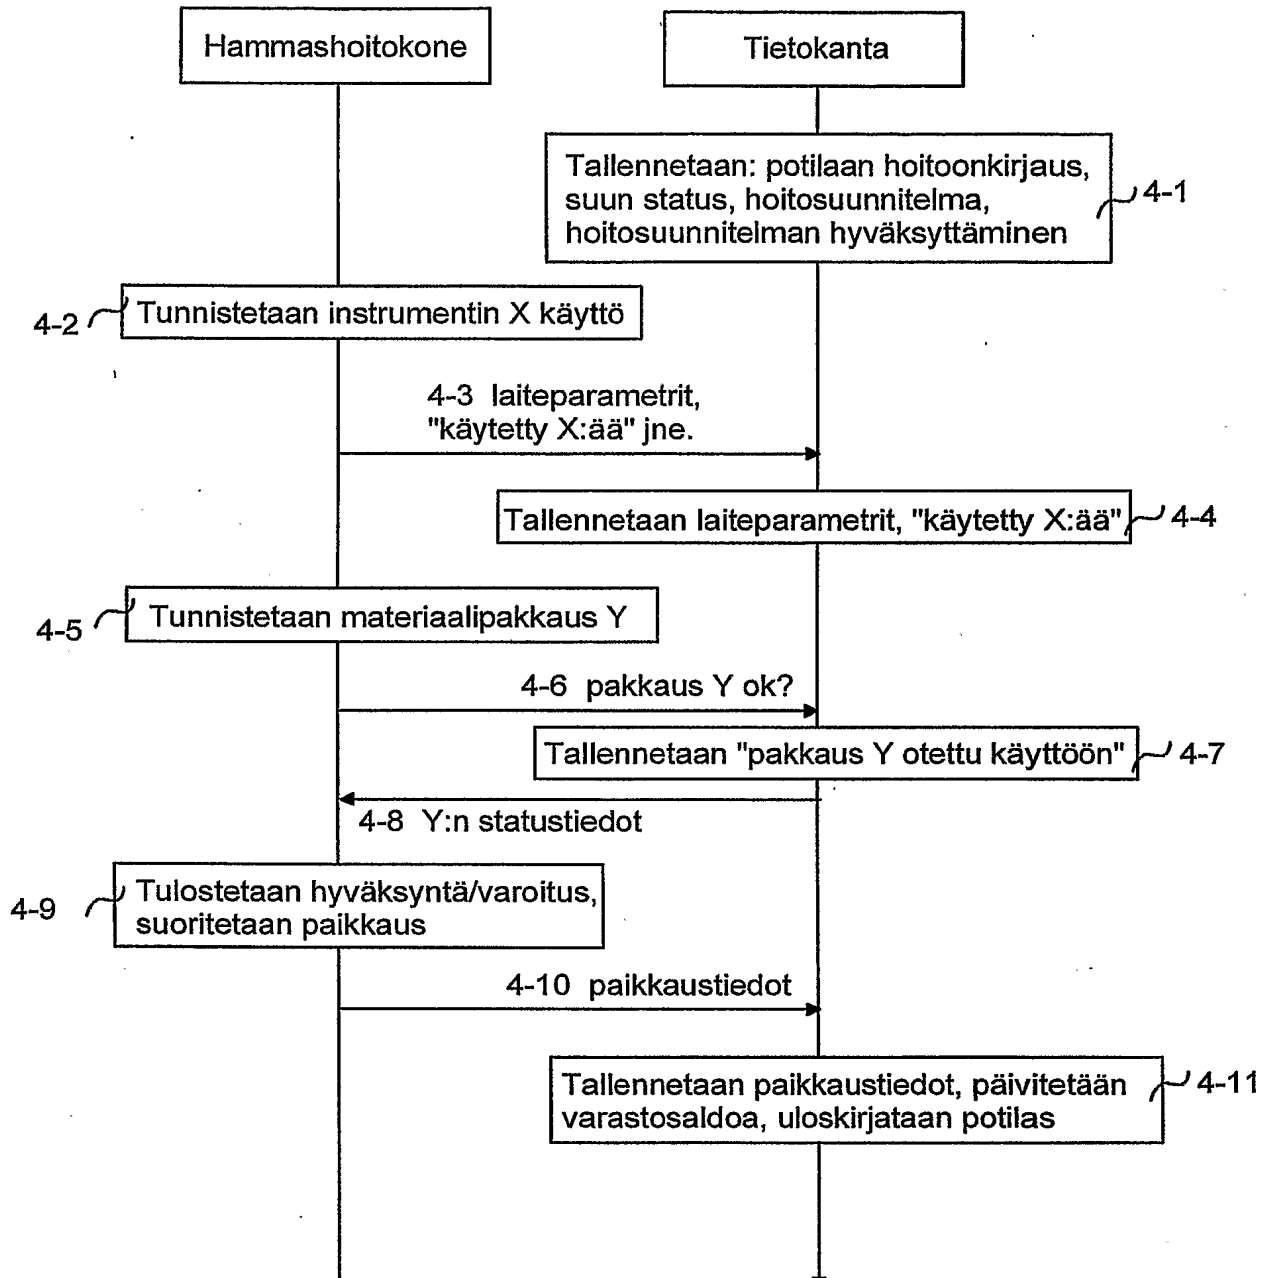 Hammashoitokone
Tietokanta
Tallennetaan: potilaan hoitoonkirjaus,
suun status, hoitosuunnitelma,
hoitosuunnitelman hyväksyttäminen
4-1
4-2
Tunnistetaan instrumentin X käyttö
4-3 laiteparametrit,
"käytetty X:ää" jne.
Tallennetaan laiteparametrit, "käytetty X:ää"
4-4
4-5
Tunnistetaan materiaalipakkaus Y
4-6 pakkaus Y ok?
Tallennetaan "pakkaus Y otettu käyttöön"
4-7
4-8 Y:n statustiedot
4-9
Tulostetaan hyväksyntä/varoitus,
suoritetaan paikkaus
4-10 paikkaustiedot
Tallennetaan paikkaustiedot, päivitetään
varastosaldoa, uloskirjataan potilas
4-11